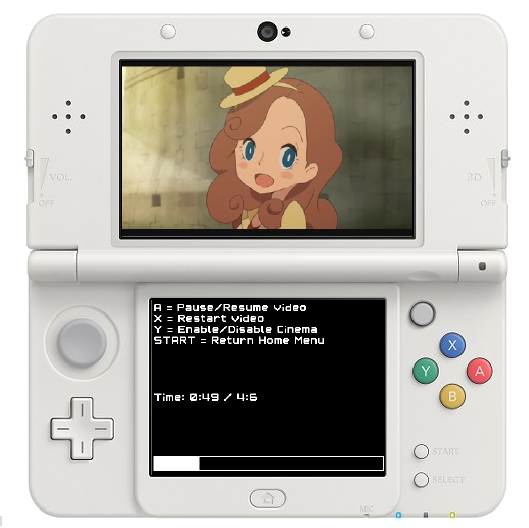 VOL.
OFF
3D
OFF
A = Pause/Resume video
X = Restart video
Y = Enable/Disable Cinema
START = Return Home Menu
Time: 0:49 / 4:6
X
Y
A
B
START
SELECT
MIC